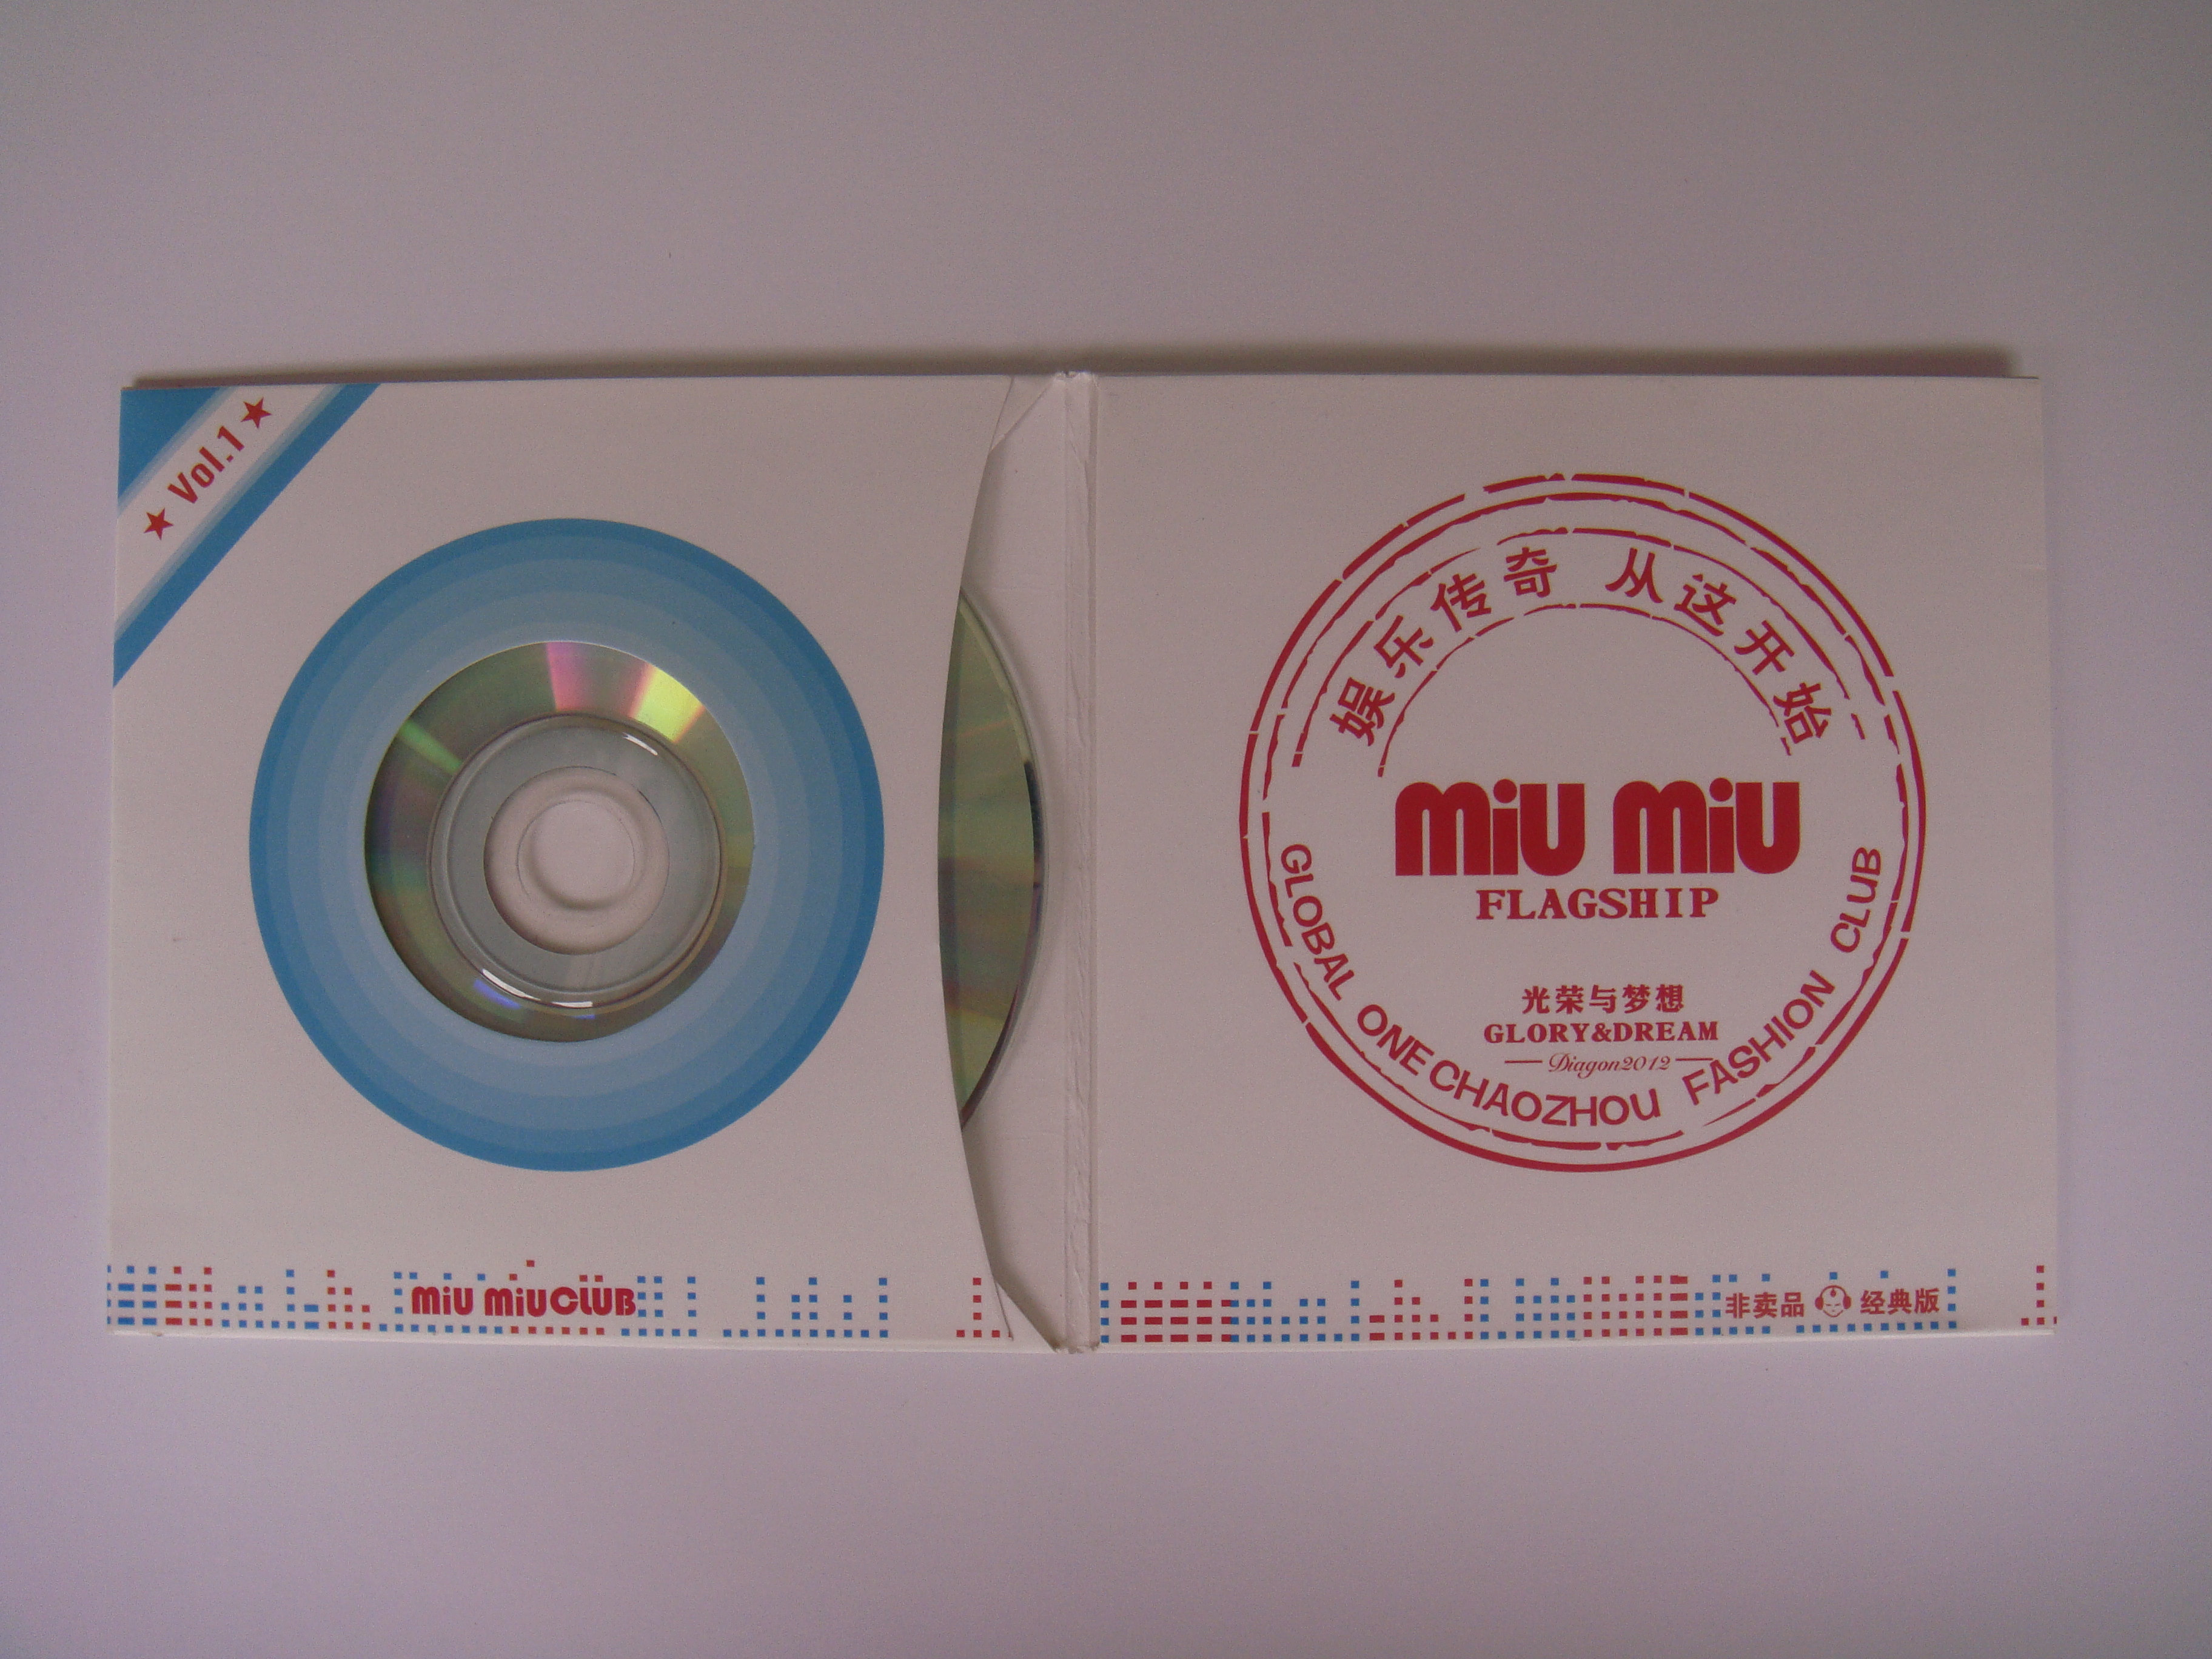 ★ Vol.1 ★
miu miuCLUB
娱乐传奇 从这开始
miu miu
FLAGSHIP
光荣与梦想
GLORY&DREAM
Diagon2012
GLOBAL ONE CHAOZHOU FASHION CLUB
非卖品 经典版